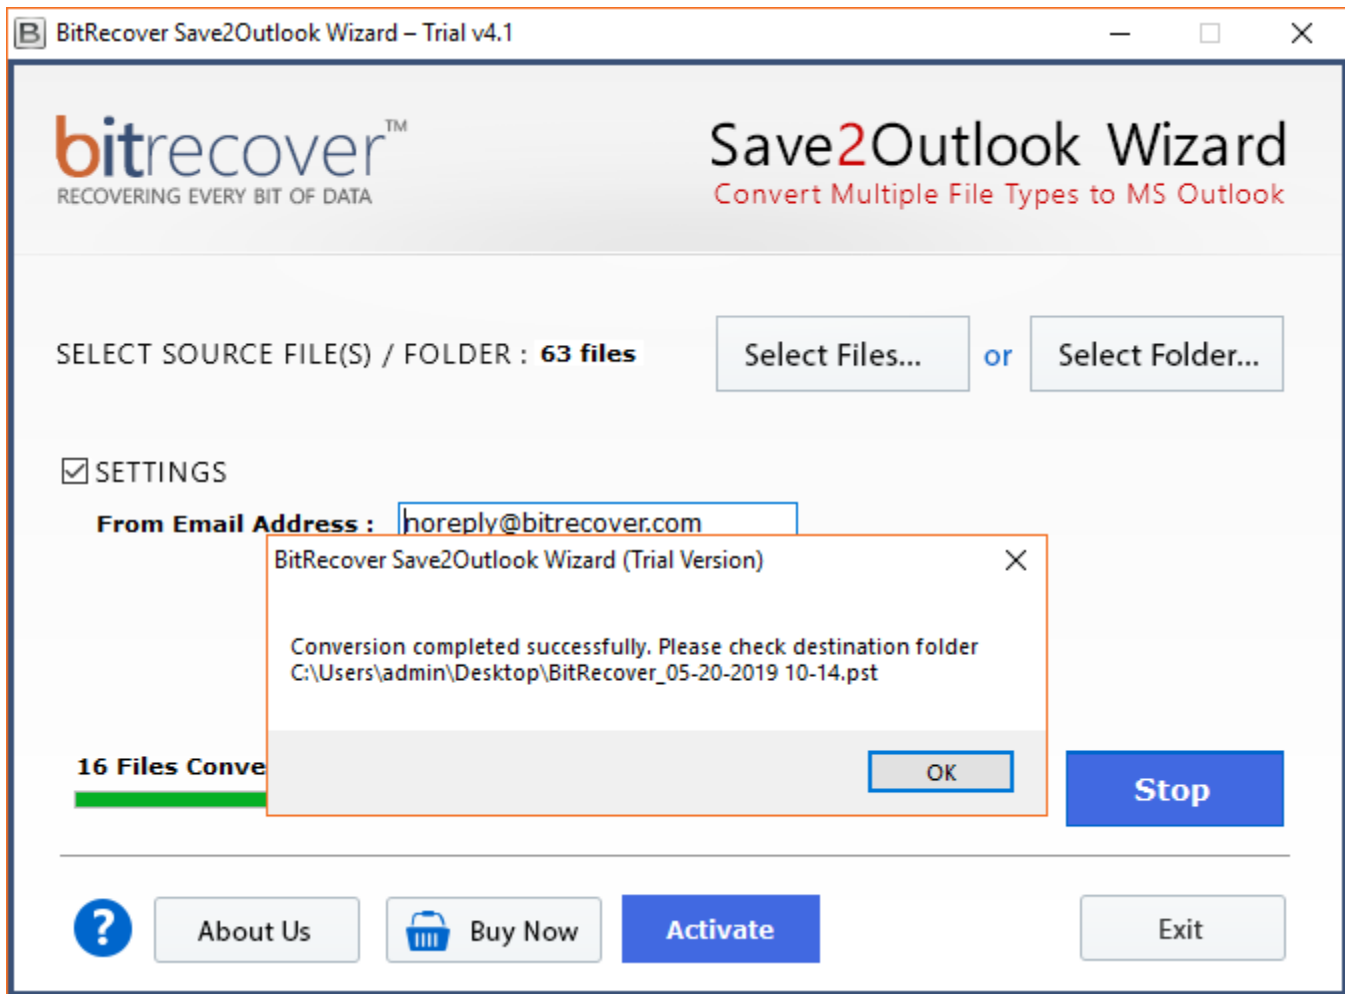 BitRecover Save2Outlook Wizard – Trial v4.1
bitrecover™
RECOVERING EVERY BIT OF DATA
Save2Outlook Wizard
Convert Multiple File Types to MS Outlook
SELECT SOURCE FILE(S) / FOLDER : 63 files
Select Files...
or
Select Folder...
SETTINGS
From Email Address : noreply@bitrecover.com
BitRecover Save2Outlook Wizard (Trial Version)
Conversion completed successfully. Please check destination folder
C:\Users\admin\Desktop\BitRecover_05-20-2019 10-14.pst
OK
16 Files Conve
Stop
?
About Us
Buy Now
Activate
Exit